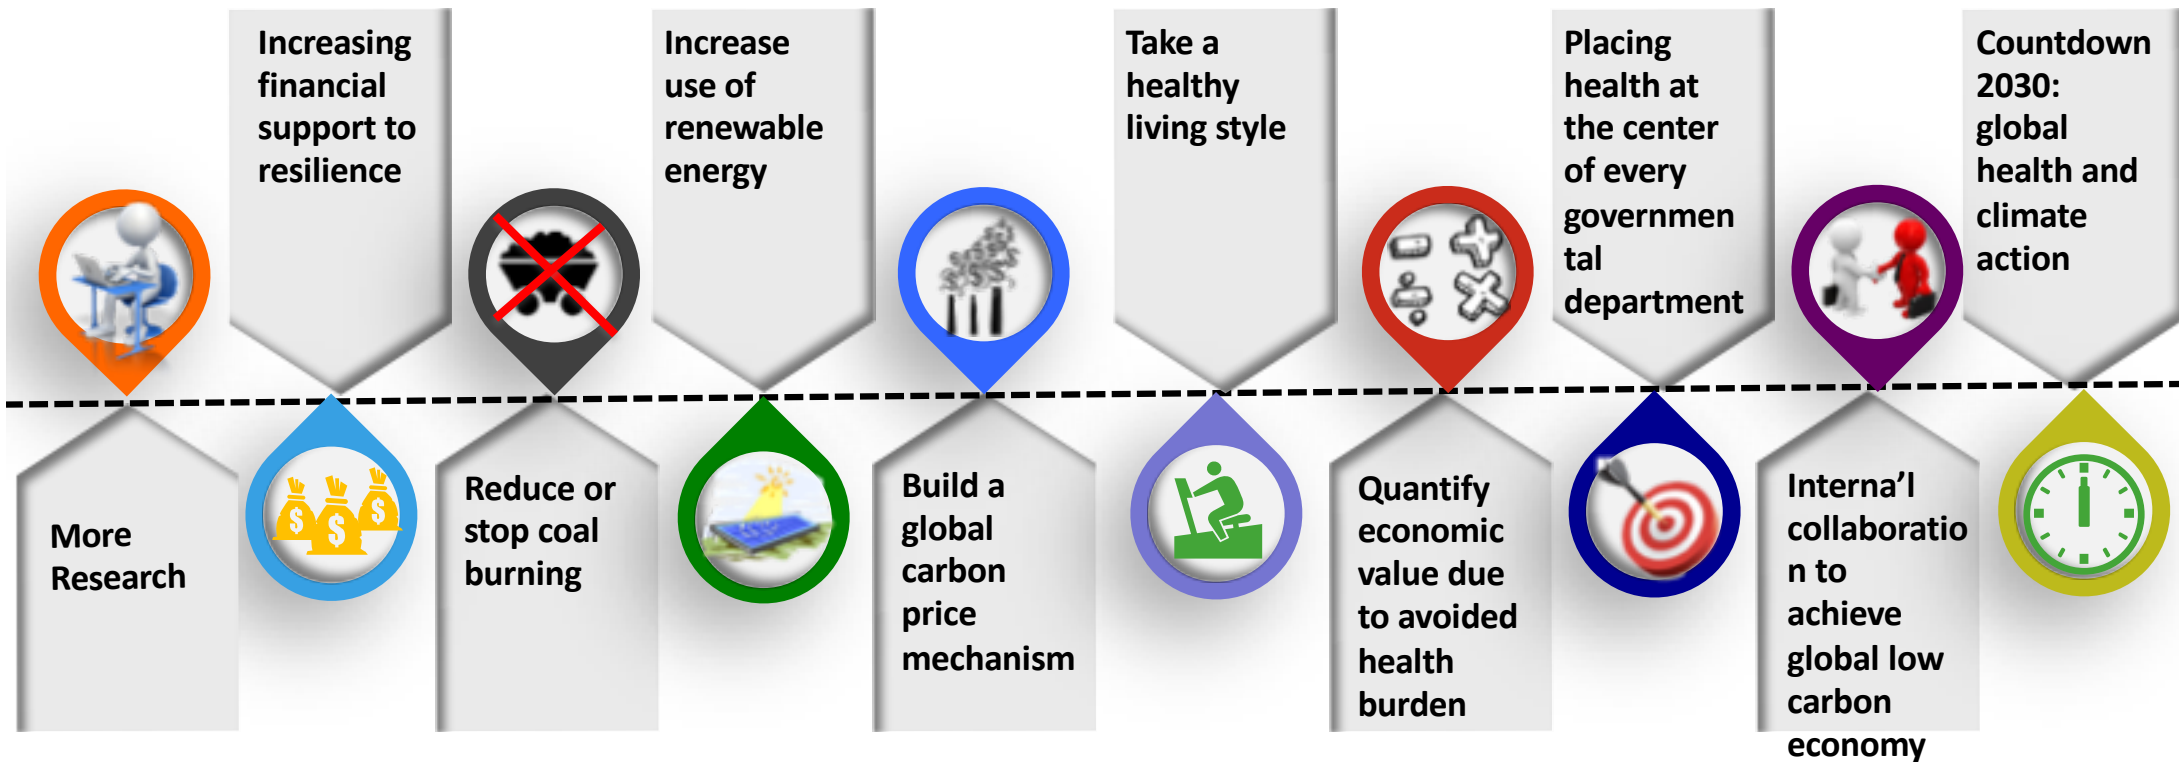 More
Research
Increasing
financial
support to
resilience
Reduce or
stop coal
burning
Increase
use of
renewable
energy
Build a
global
carbon
price
mechanism
Take a
healthy
living style
Quantify
economic
value due
to avoided
health
burden
Placing
health at
the center
of every
governmen
tal
department
Interna’l
collaboratio
n to
achieve
global low
carbon
economy
Countdown
2030:
global
health and
climate
action